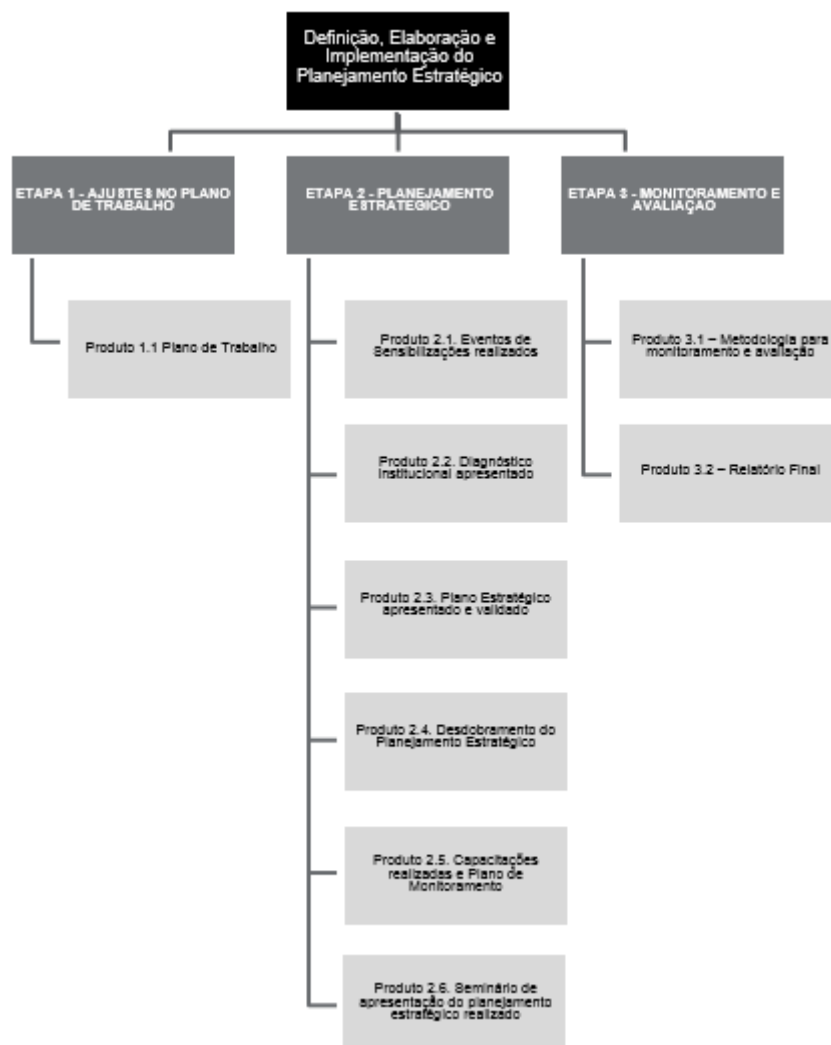 Definição, Elaboração e
Implementação do
Planejamento Estratégico
ETAPA 1 - AJUSTES NO PLANO
DE TRABALHO
ETAPA 2 - PLANEJAMENTO
ESTRATEGICO
ETAPA 3 - MONITORAMENTO E
AVALIAÇAO
Produto 1.1 Plano de Trabalho
Produto 2.1. Eventos de
Sensibilizações realizados
Produto 2.2. Diagnóstico
Institucional apresentado
Produto 2.3. Plano Estratégico
apresentado e validado
Produto 2.4. Desdobramento do
Planejamento Estratégico
Produto 2.5. Capacitações
realizadas e Plano de
Monitoramento
Produto 2.6. Seminário de
apresentação do planejamento
estratégico realizado
Produto 3.1 – Metodologia para
monitoramento e avaliação
Produto 3.2 – Relatório Final